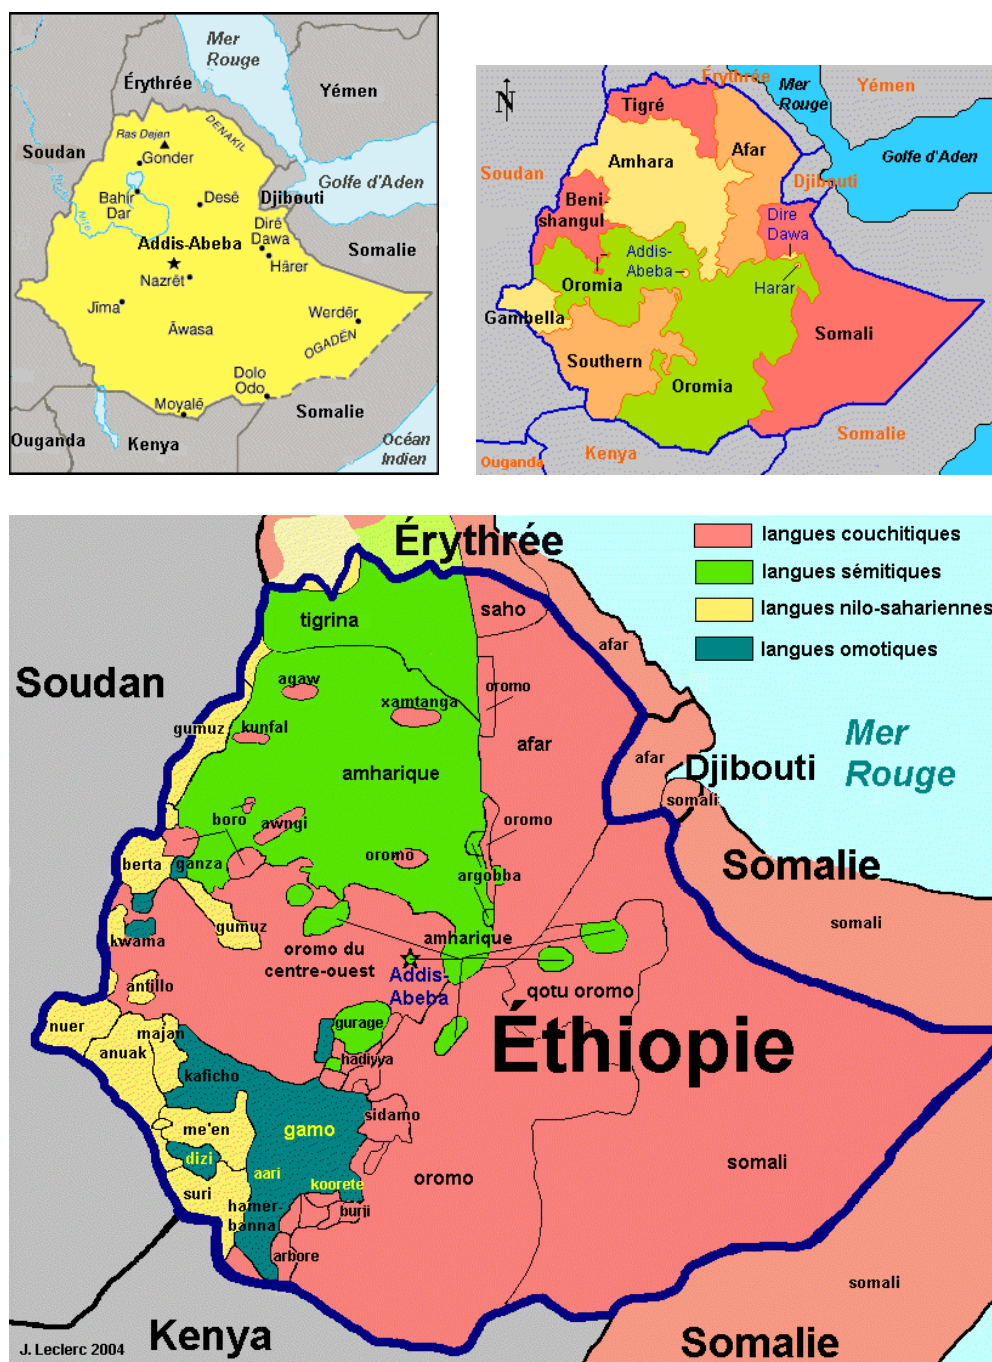 Mer
Rouge
Érythrée
Yémen
Ras Dejen
DENAKIL
Soudan
Gonder
Golfe d'Aden
Bahir
Dar
Desē
Djibouti
Addis-Abeba
Dirē
Dawa
Hārer
Somalie
Nazrēt
Jīma
Āwasa
Werdēr
OGADĒN
Dolo
Odo
Moyalē
Somalie
Ouganda
Kenya
Océan
Indien
N
Érythrée
Mer
Rouge
Yémen
Tigré
Soudan
Amhara
Afar
Golfe d'Aden
Djibouti
Beni-
shangul
Dire
Dawa
Addis-
Abeba
Oromia
Harar
Gambella
Somali
Southern
Oromia
Somalie
Kenya
Ouganda
Érythrée
langues couchitiques
langues sémitiques
langues nilo-sahariennes
langues omotiques
tigrina
saho
afar
Soudan
agaw
xamtanga
oromo
gumuz
kunfal
afar
afar
Mer
Rouge
amharique
Djibouti
somali
boro
awngi
oromo
berta
ganza
oromo
argobba
Somalie
somali
kwama
gumuz
amharique
oromo du
centre-ouest
Addis-
Abeba
anfillo
qotu oromo
nuer
majan
gurage
Éthiopie
anuak
hadiyya
kaficho
sidamo
me'en
gamo
dizi
aari
koorete
oromo
somali
suri
hamer-
banna
burji
arbore
somali
Kenya
Somalie
J. Leclerc 2004